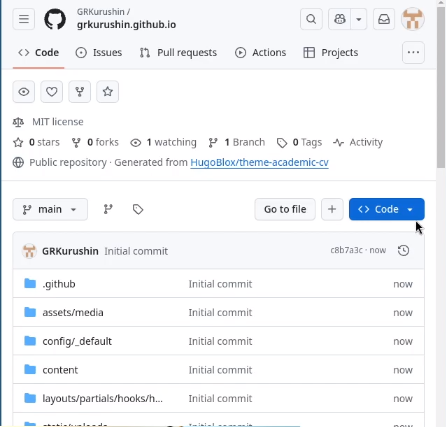 GRKurushin /
grkurushin.github.io
Code Issues Pull requests Actions Projects
MIT license
0 stars 0 forks 1 watching 1 Branch 0 Tags Activity
Public repository · Generated from HugoBlox/theme-academic-cv
main Go to file Code
GRKurushin Initial commit c8b7a3c · now
.github Initial commit now
assets/media Initial commit now
config/_default Initial commit now
content Initial commit now
layouts/partials/hooks/h... Initial commit now
static/uploads Initial commit now